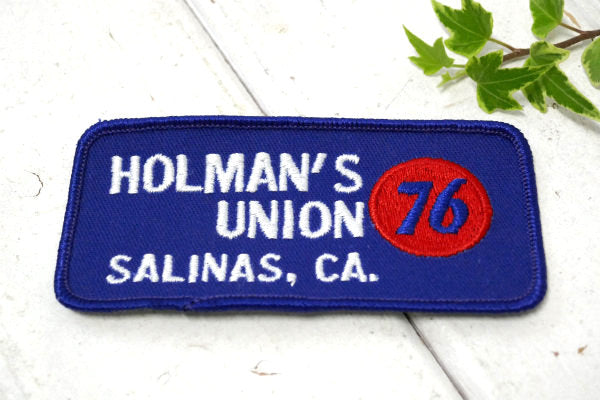 HOLMAN'S
UNION 76
SALINAS, CA.